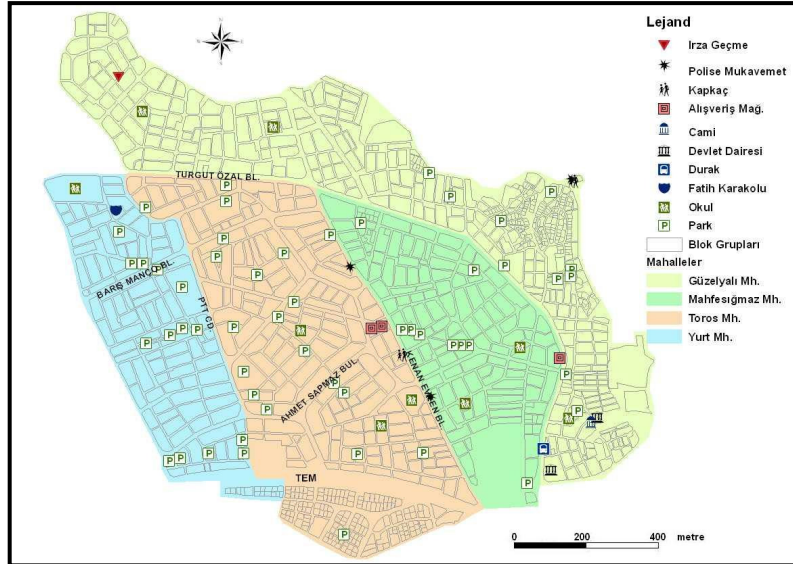 Lejand
Irza Geçme
Polise Mukavemet
Kapkaç
Alışveriş Mağ.
Cami
Devlet Dairesi
Durak
Fatih Karakolu
Okul
Park
Blok Grupları
Mahalleler
Güzelyalı Mh.
Mahfesığmaz Mh.
Toros Mh.
Yurt Mh.
TURGUT ÖZAL BL.
BARIŞ MANÇO BL.
PTT CD.
AHMET SAPMAZ BUL.
KENAN EVREN BL.
TEM
0 200 400 metre